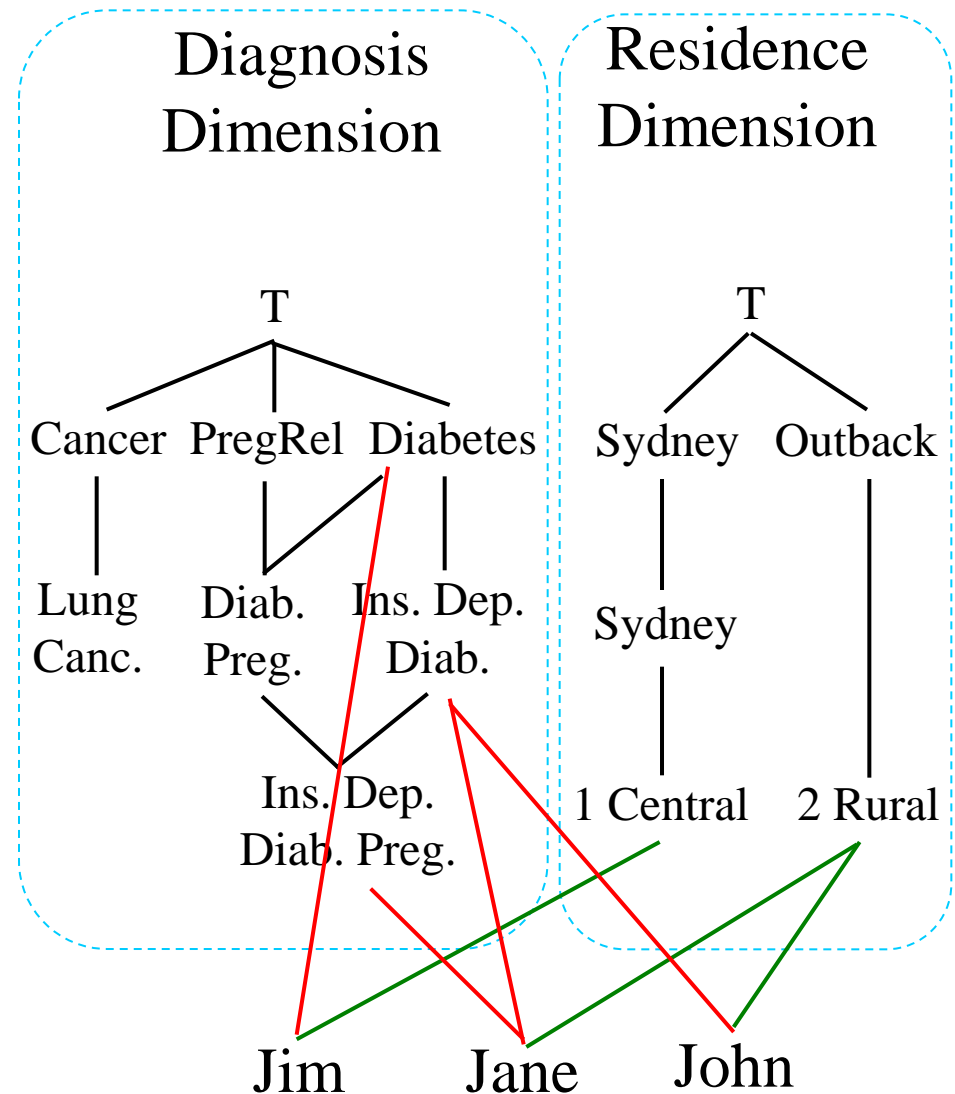 Diagnosis
Dimension
Residence
Dimension
T
T
Cancer PregRel Diabetes
Sydney Outback
Lung
Canc.
Diab.
Preg.
Ins. Dep.
Diab.
Sydney
Ins. Dep.
Diab. Preg.
1 Central 2 Rural
Jim Jane John